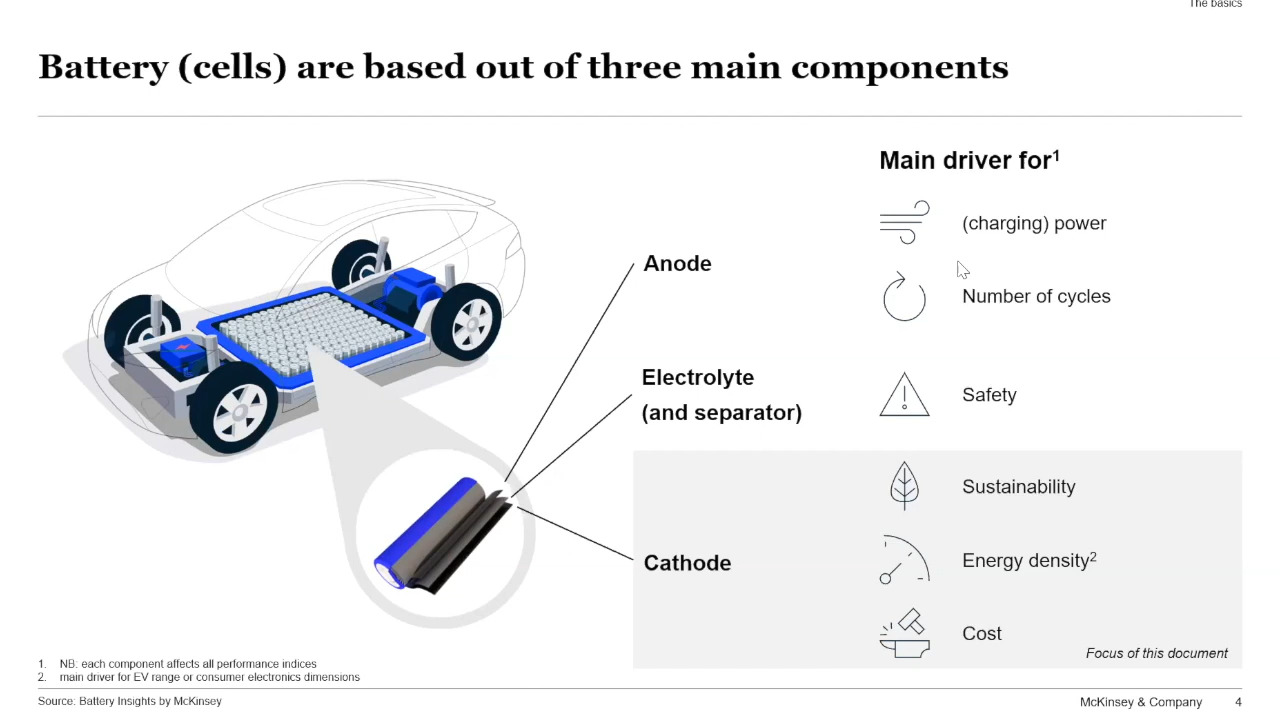 The basics
Battery (cells) are based out of three main components
Main driver for1
Anode
(charging) power
Number of cycles
Electrolyte
(and separator)
Safety
Cathode
Sustainability
Energy density2
Cost
Focus of this document
1. NB: each component affects all performance indices
2. main driver for EV range or consumer electronics dimensions
Source: Battery Insights by McKinsey
McKinsey & Company 4